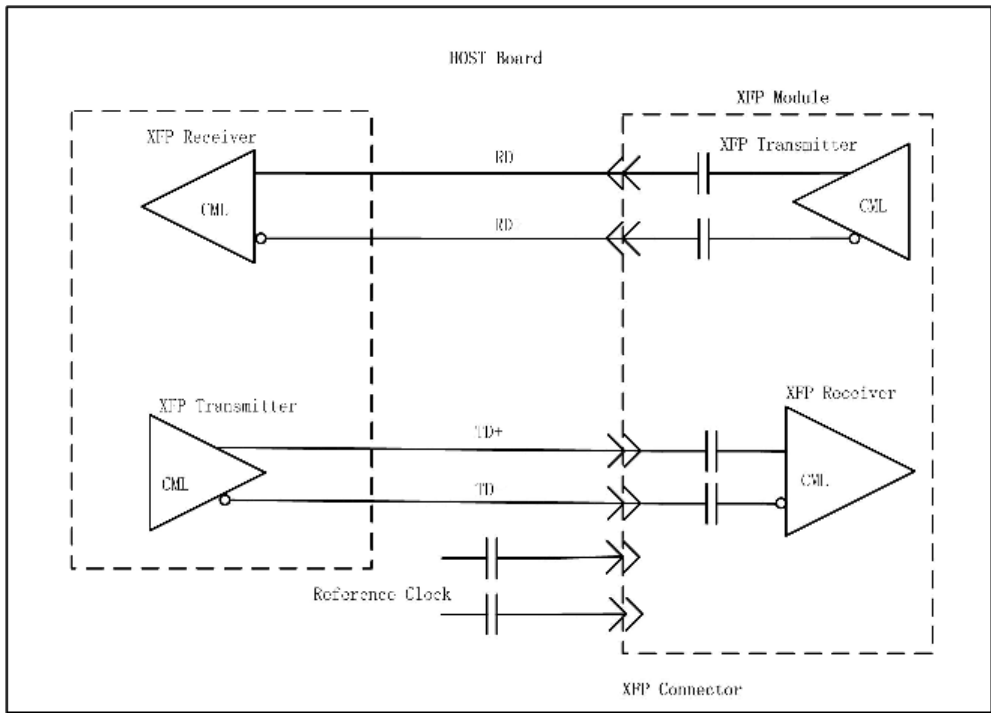 HOST Board
XFP Module
XFP Receiver
XFP Transmitter
RD
CML
CML
RD
XFP Transmitter
XFP Receiver
TD+
CML
CML
TD
Reference Clock
XFP Connector